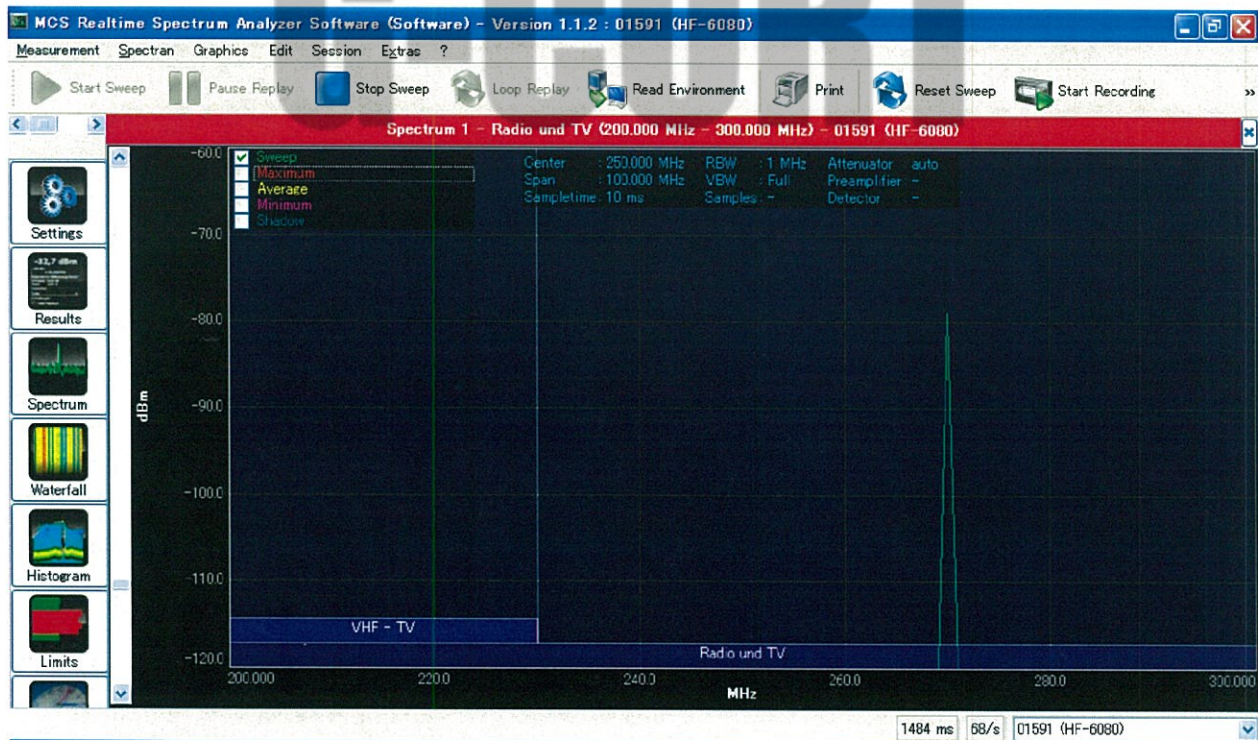 MCS Realtime Spectrum Analyzer Software (Software) - Version 1.1.2 : 01591 (HF-6080)
Measurement Spectran Graphics Edit Session Extras ?
Start Sweep Pause Replay Stop Sweep Loop Replay Read Environment Print Reset Sweep Start Recording »
Spectrum 1 - Radio und TV (200.000 MHz - 300.000 MHz) - 01591 (HF-6080)
Settings
-32,7 dBm
Results
Spectrum
Waterfall
Histogram
Limits
Sweep
Maximum
Average
Minimum
Shadow
Center : 250.000 MHz RBW : 1 MHz Attenuator auto
Span : 100.000 MHz VBW : Full Preamplifier -
Sampletime: 10 ms Samples: - Detector -
-60.0
-70.0
-80.0
-90.0
-100.0
-110.0
-120.0
dBm
VHF - TV
Radio und TV
200.000 220.0 240.0 260.0 280.0 300.000
MHz
1484 ms 68/s 01591 (HF-6080)